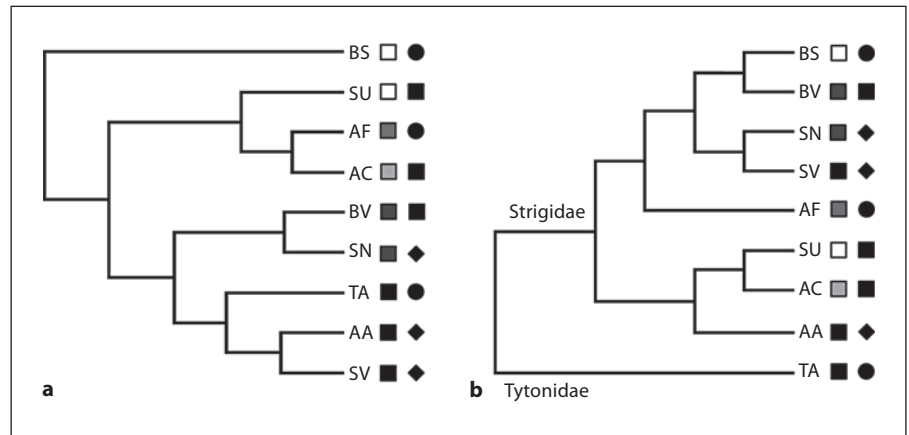 BS
SU
AF
AC
BV
SN
TA
AA
SV
a
BS
BV
SN
SV
Strigidae
AF
SU
AC
AA
TA
b Tytonidae